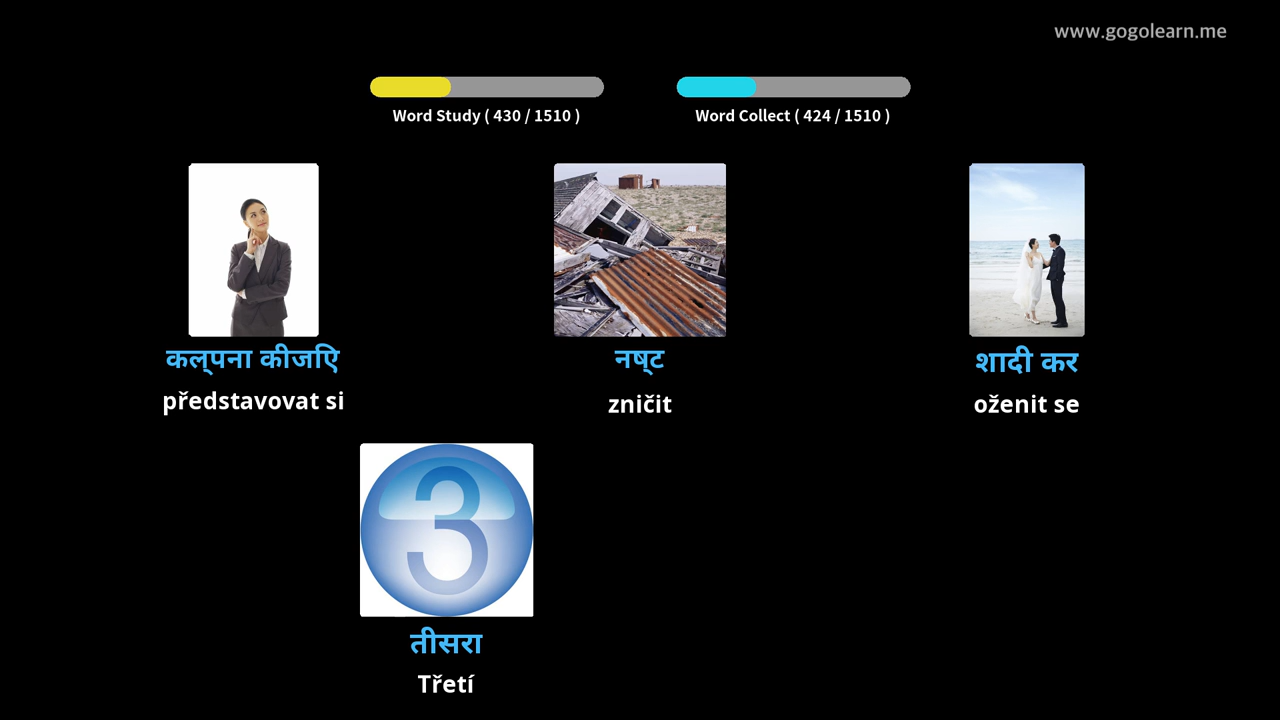 www.gogolearn.me
Word Study ( 430 / 1510 )
Word Collect ( 424 / 1510 )
कल्पना कीजिए
představovat si
नष्ट
zničit
शादी कर
oženit se
3
तीसरा
Třetí